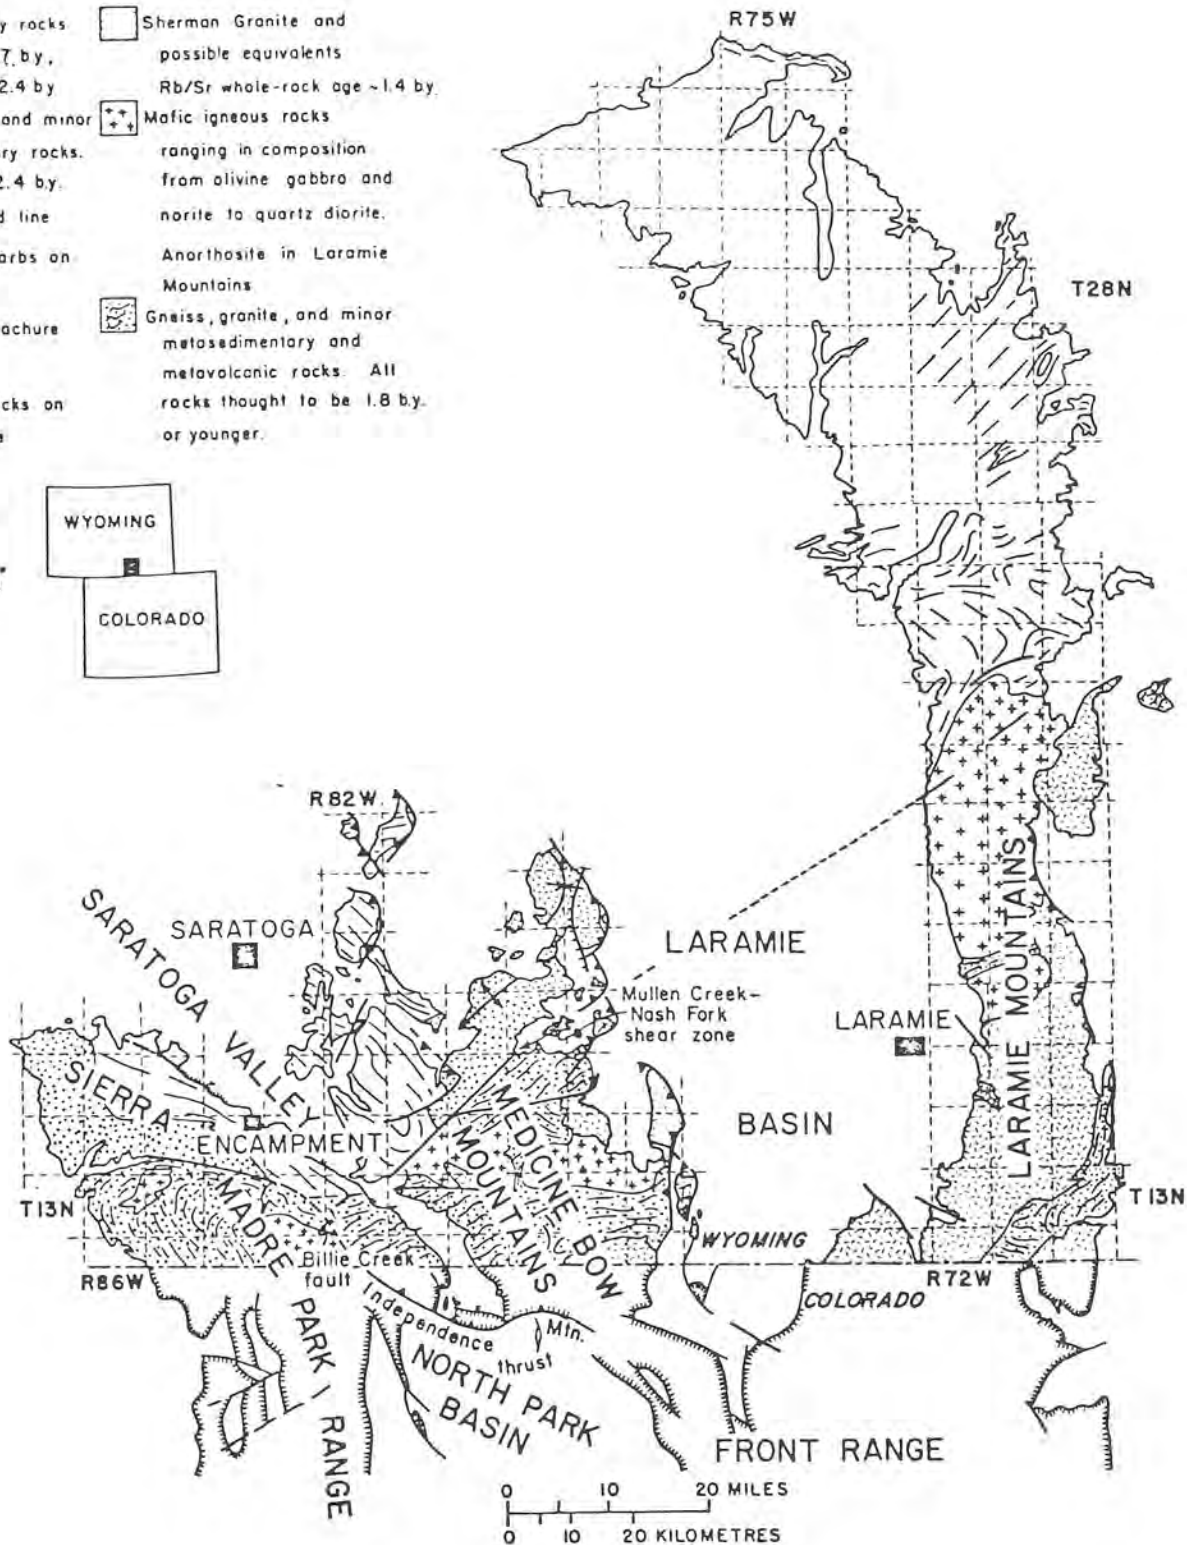 y rocks
7 by,
2.4 by
and minor
ry rocks.
2.4 b.y.
d line
arbs on
achure
cks on
e
Sherman Granite and
possible equivalents
Rb/Sr whole-rock age ~1.4 by.
Mafic igneous rocks
ranging in composition
from olivine gabbro and
norite to quartz diorite.
Anorthosite in Laramie
Mountains
Gneiss, granite, and minor
metasedimentary and
metavolcanic rocks. All
rocks thought to be 1.8 b.y.
or younger.
WYOMING
COLORADO
R75W
T28N
R82W
SARATOGA VALLEY
SARATOGA
LARAMIE
Mullen Creek–
Nash Fork
shear zone
LARAMIE
LARAMIE MOUNTAINS
SIERRA
MADRE
ENCAMPMENT
MEDICINE BOW
MOUNTAINS
BASIN
T13N
T13N
WYOMING
R86W
Billie Creek
fault
R72W
COLORADO
Independence
Mtn.
thrust
PARK RANGE
NORTH PARK
BASIN
FRONT RANGE
0 10 20 MILES
0 10 20 KILOMETRES